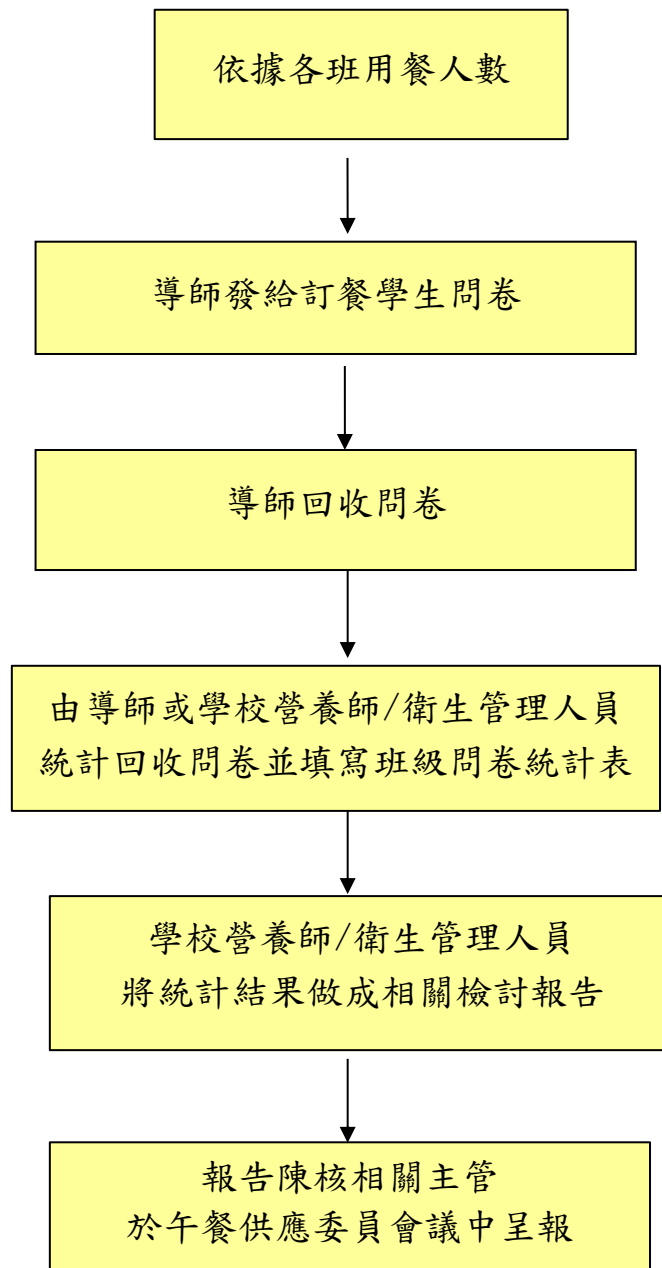 依據各班用餐人數
導師發給訂餐學生問卷
導師回收問卷
由導師或學校營養師/衛生管理人員
統計回收問卷並填寫班級問卷統計表
學校營養師/衛生管理人員
將統計結果做成相關檢討報告
報告陳核相關主管
於午餐供應委員會議中呈報